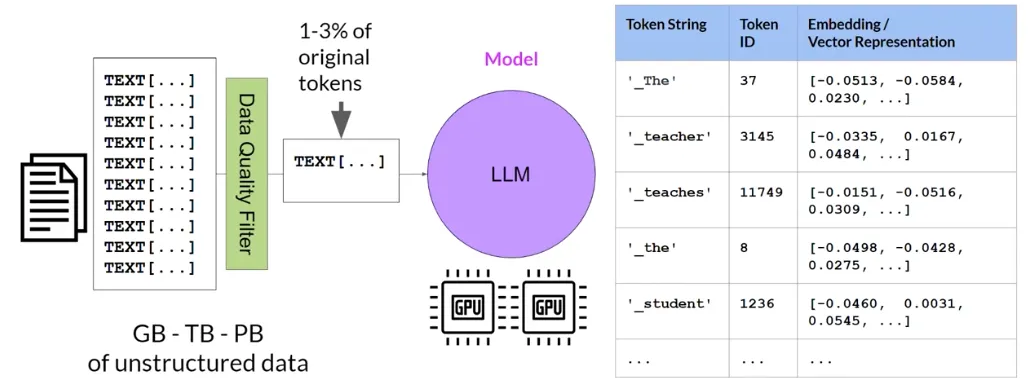 1-3% of
original
tokens
TEXT[...]
TEXT[...]
TEXT[...]
TEXT[...]
TEXT[...]
TEXT[...]
TEXT[...]
TEXT[...]
TEXT[...]
TEXT[...]
Data Quality Filter
TEXT[...]
Model
LLM
GPU GPU
GB - TB - PB
of unstructured data
Token String Token ID Embedding / Vector Representation
'_The' 37 [-0.0513, -0.0584,
0.0230, ...]
'_teacher' 3145 [-0.0335, 0.0167,
0.0484, ...]
'_teaches' 11749 [-0.0151, -0.0516,
0.0309, ...]
'_the' 8 [-0.0498, -0.0428,
0.0275, ...]
'_student' 1236 [-0.0460, 0.0031,
0.0545, ...]
... ... ...